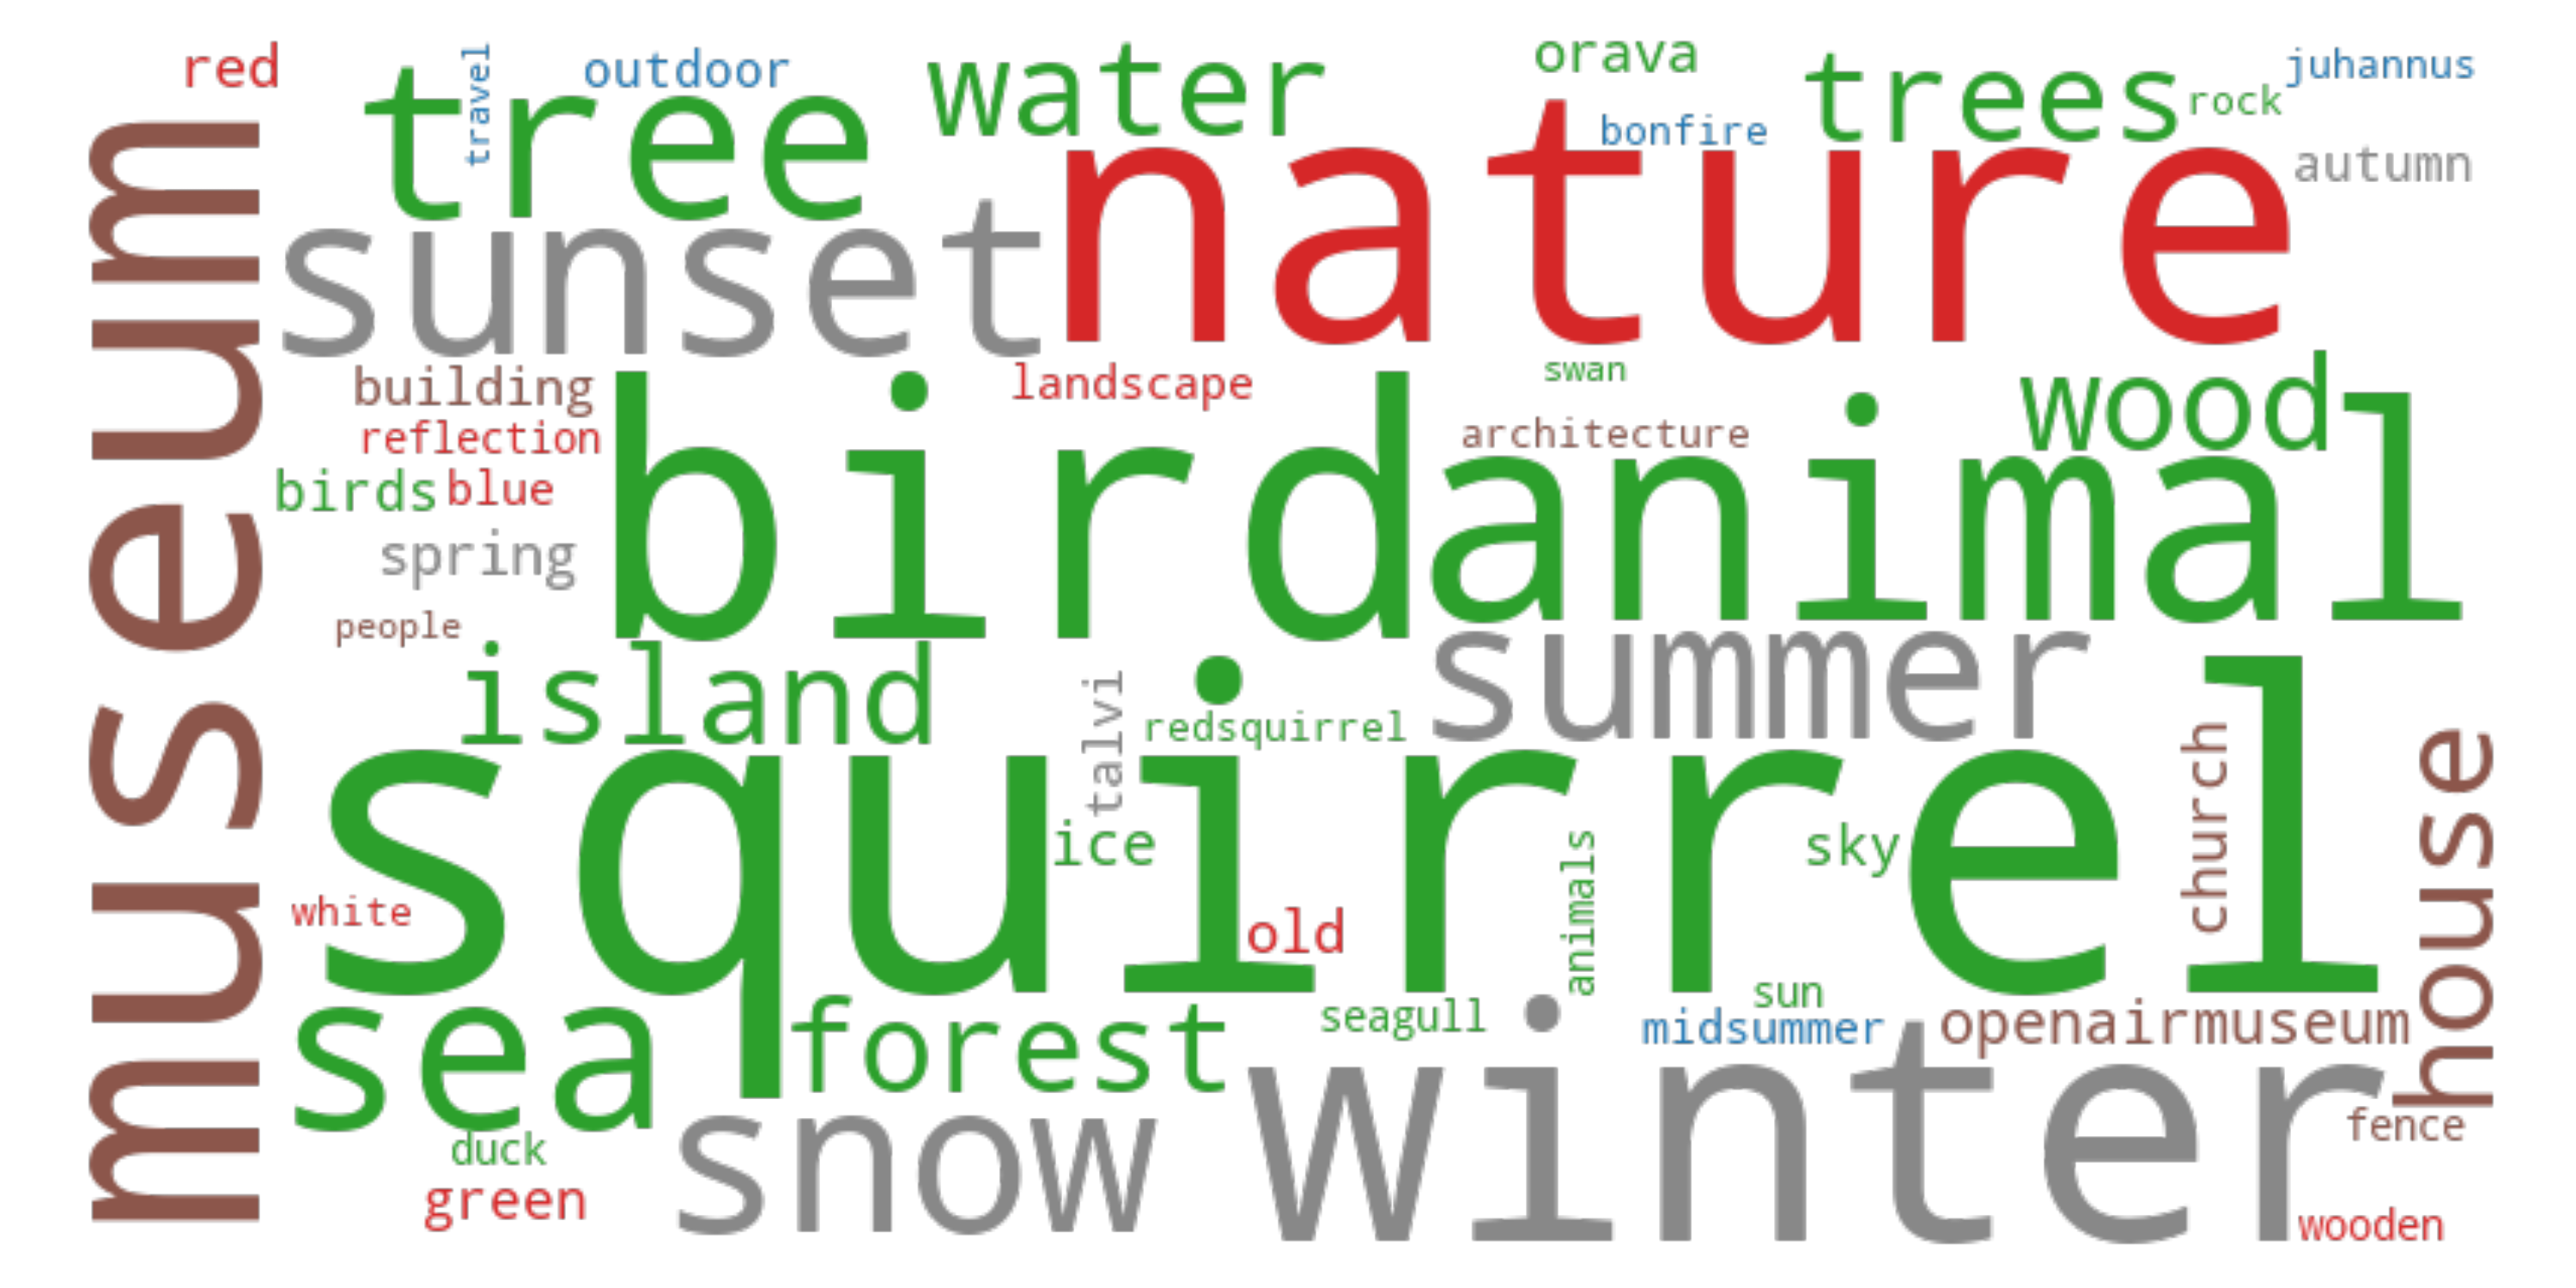 red
travel
outdoor
tree
water
orava
bonfire
trees
rock
juhannus
autumn
museum
sunset
nature
building
landscape
swan
wood
reflection
architecture
birds
blue
bird
animal
spring
people
island
summer
talvi
redsquirrel
squirrel
church
house
ice
sky
animals
white
old
sea
forest
seagull
sun
midsummer
openairmuseum
duck
snow
winter
fence
green
wooden